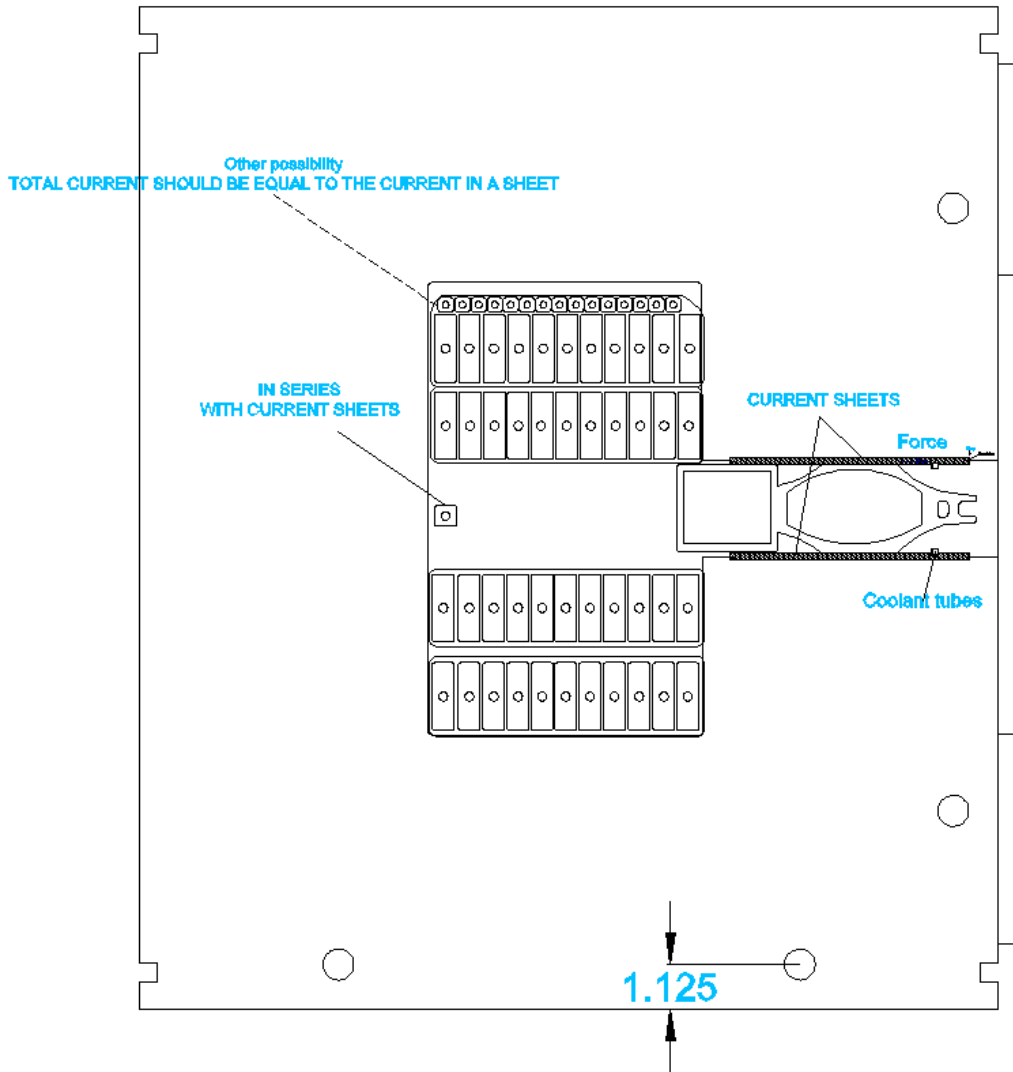 Other possibility
TOTAL CURRENT SHOULD BE EQUAL TO THE CURRENT IN A SHEET
IN SERIES
WITH CURRENT SHEETS
CURRENT SHEETS
Force
Coolant tubes
1.125